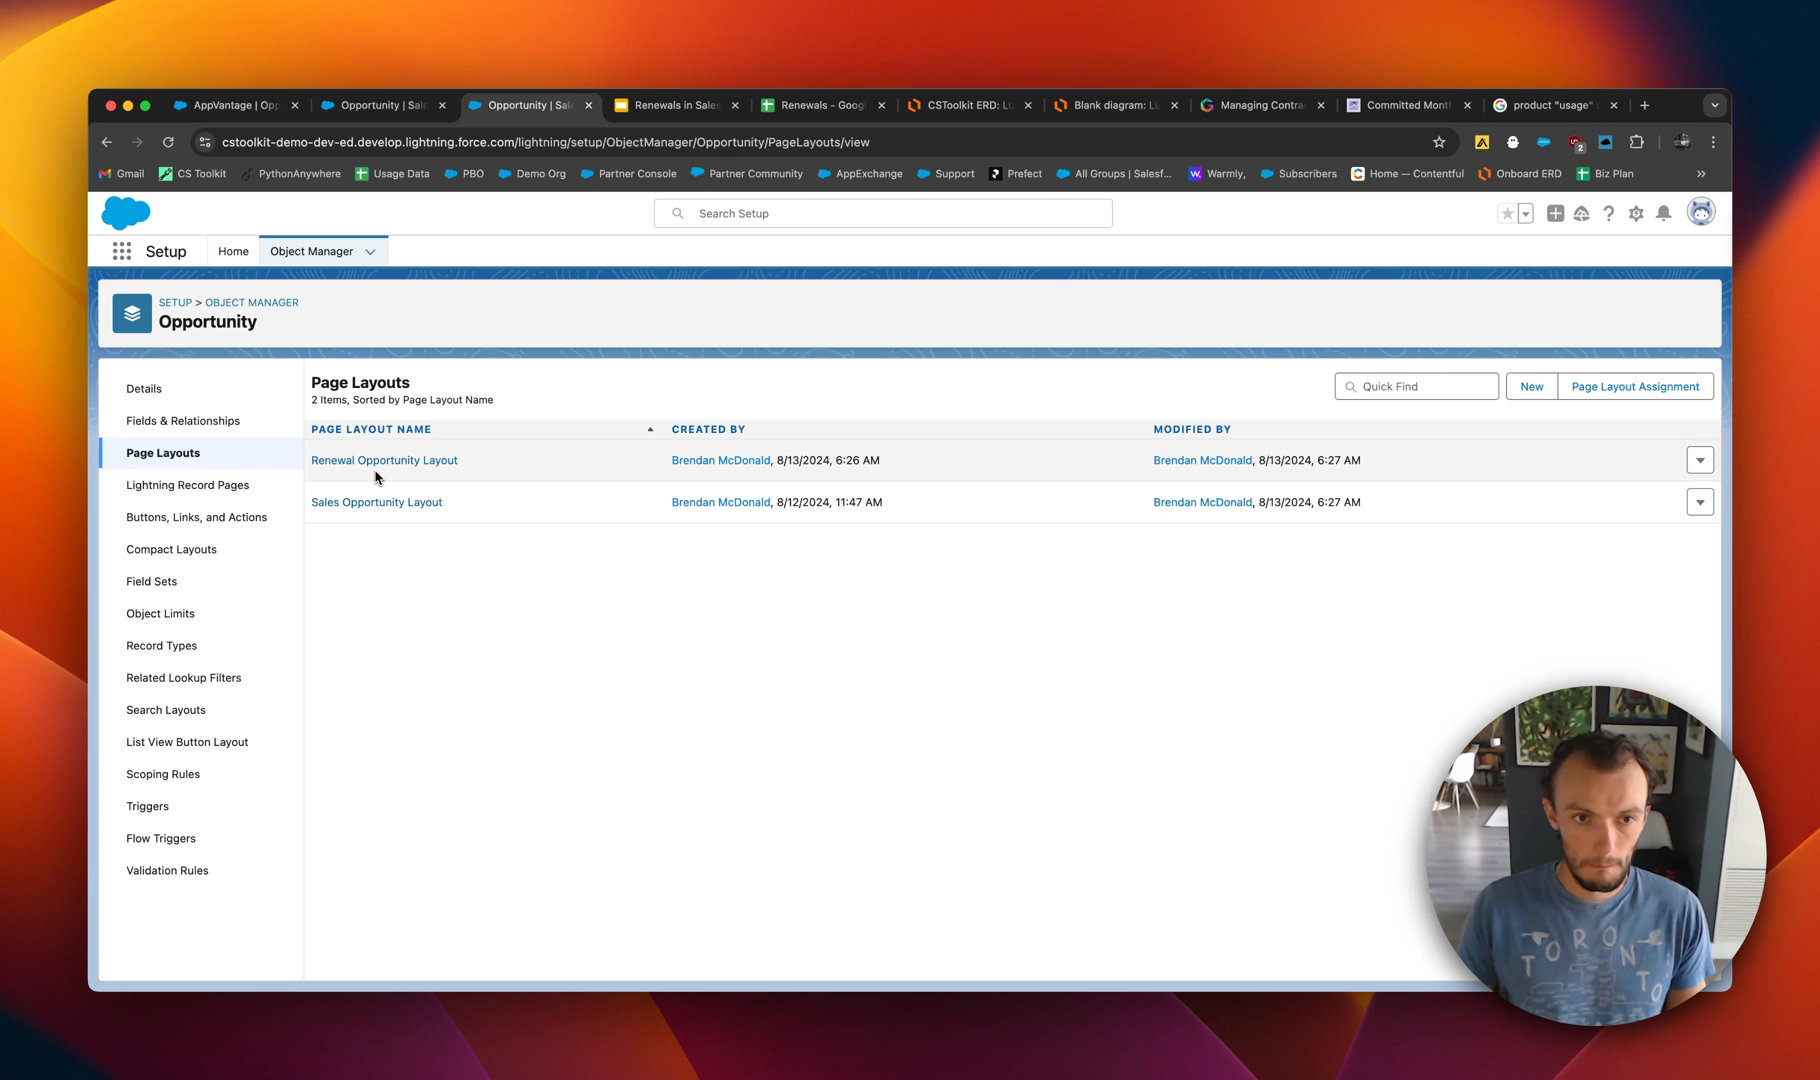 AppVantage | Opp
Opportunity | Sale
Opportunity | Sale
Renewals in Sales
Renewals - Googl
CSToolkit ERD: Lu
Blank diagram: Lu
Managing Contra
Committed Month
product "usage"
cstoolkit-demo-dev-ed.develop.lightning.force.com/lightning/setup/ObjectManager/Opportunity/PageLayouts/view
2
Gmail
CS Toolkit
PythonAnywhere
Usage Data
PBO
Demo Org
Partner Console
Partner Community
AppExchange
Support
Prefect
All Groups | Salesf...
Warmly,
Subscribers
Home — Contentful
Onboard ERD
Biz Plan
Search Setup
Setup
Home
Object Manager
SETUP > OBJECT MANAGER
Opportunity
Details
Fields & Relationships
Page Layouts
Lightning Record Pages
Buttons, Links, and Actions
Compact Layouts
Field Sets
Object Limits
Record Types
Related Lookup Filters
Search Layouts
List View Button Layout
Scoping Rules
Triggers
Flow Triggers
Validation Rules
Page Layouts
2 Items, Sorted by Page Layout Name
Quick Find
New
Page Layout Assignment
PAGE LAYOUT NAME
CREATED BY
MODIFIED BY
Renewal Opportunity Layout
Brendan McDonald, 8/13/2024, 6:26 AM
Brendan McDonald, 8/13/2024, 6:27 AM
Sales Opportunity Layout
Brendan McDonald, 8/12/2024, 11:47 AM
Brendan McDonald, 8/13/2024, 6:27 AM
TORONTO